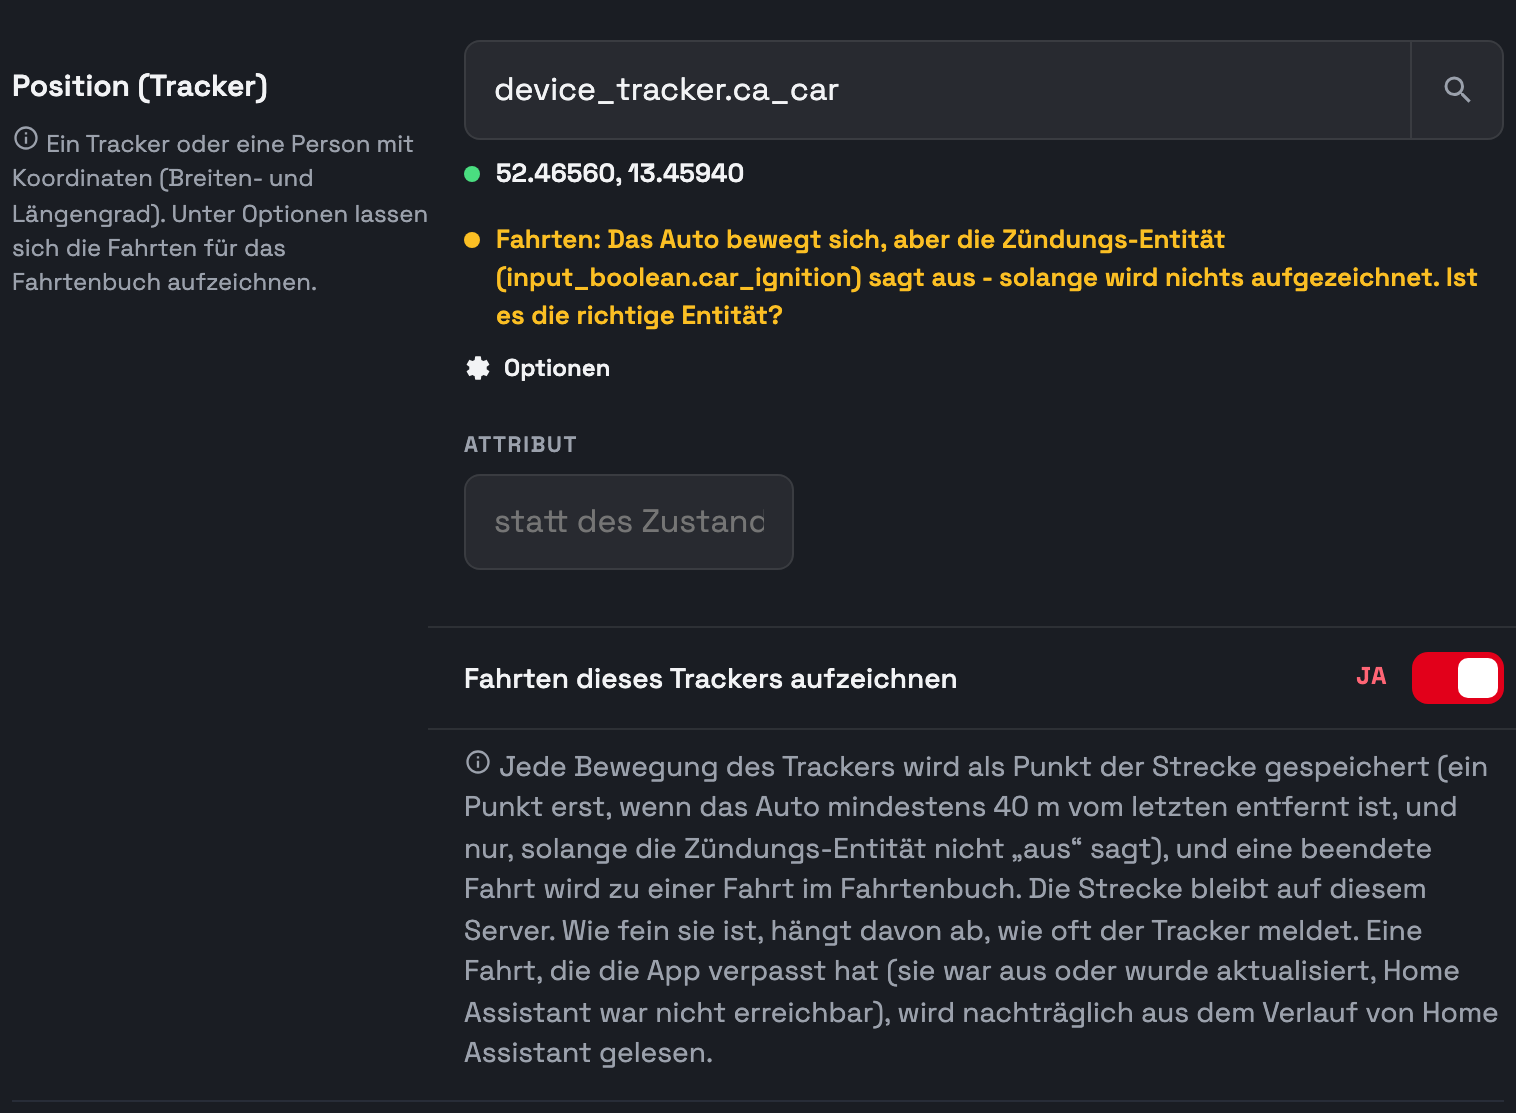 Position (Tracker)
Ein Tracker oder eine Person mit
Koordinaten (Breiten- und
Längengrad). Unter Optionen lassen
sich die Fahrten für das
Fahrtenbuch aufzeichnen.
device_tracker.ca_car
52.46560, 13.45940
Fahrten: Das Auto bewegt sich, aber die Zündungs-Entität
(input_boolean.car_ignition) sagt aus - solange wird nichts aufgezeichnet. Ist
es die richtige Entität?
Optionen
ATTRIBUT
statt des Zustand
Fahrten dieses Trackers aufzeichnen
JA
Jede Bewegung des Trackers wird als Punkt der Strecke gespeichert (ein
Punkt erst, wenn das Auto mindestens 40 m vom letzten entfernt ist, und
nur, solange die Zündungs-Entität nicht „aus“ sagt), und eine beendete
Fahrt wird zu einer Fahrt im Fahrtenbuch. Die Strecke bleibt auf diesem
Server. Wie fein sie ist, hängt davon ab, wie oft der Tracker meldet. Eine
Fahrt, die die App verpasst hat (sie war aus oder wurde aktualisiert, Home
Assistant war nicht erreichbar), wird nachträglich aus dem Verlauf von Home
Assistant gelesen.